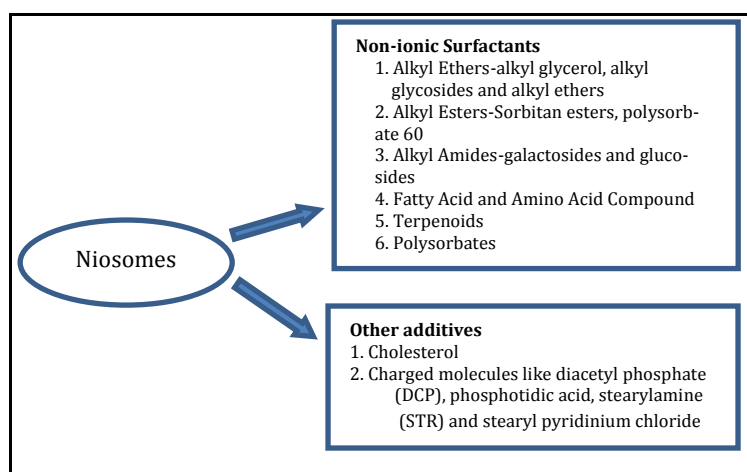 Niosomes
Non-ionic Surfactants
1. Alkyl Ethers-alkyl glycerol, alkyl
glycosides and alkyl ethers
2. Alkyl Esters-Sorbitan esters, polysorb-
ate 60
3. Alkyl Amides-galactosides and gluco-
sides
4. Fatty Acid and Amino Acid Compound
5. Terpenoids
6. Polysorbates
Other additives
1. Cholesterol
2. Charged molecules like diacetyl phosphate
(DCP), phosphotidic acid, stearylamine
(STR) and stearyl pyridinium chloride